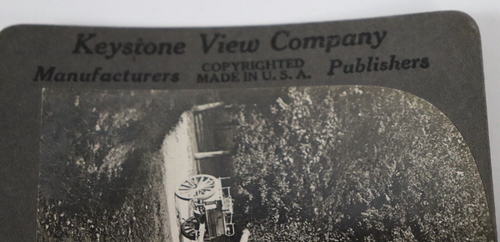 Keystone View Company
Manufacturers COPYRIGHTED Publishers
MADE IN U. S. A.